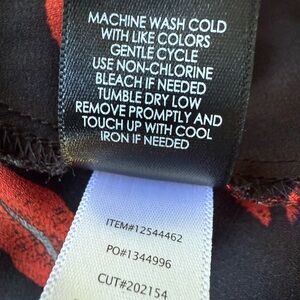 MACHINE WASH COLD
WITH LIKE COLORS
GENTLE CYCLE
USE NON-CHLORINE
BLEACH IF NEEDED
TUMBLE DRY LOW
REMOVE PROMPTLY AND
TOUCH UP WITH COOL
IRON IF NEEDED
ITEM#12544462
PO#1344996
CUT#202154